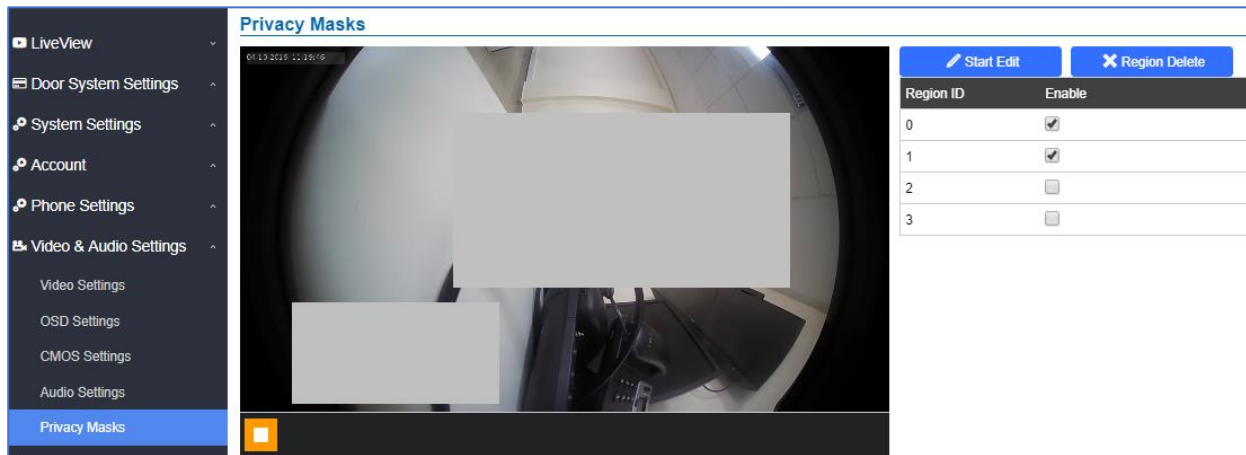 Privacy Masks
LiveView
Door System Settings
System Settings
Account
Phone Settings
Video & Audio Settings
Video Settings
OSD Settings
CMOS Settings
Audio Settings
Privacy Masks
Start Edit
Region Delete
Region ID Enable
0
1
2
3